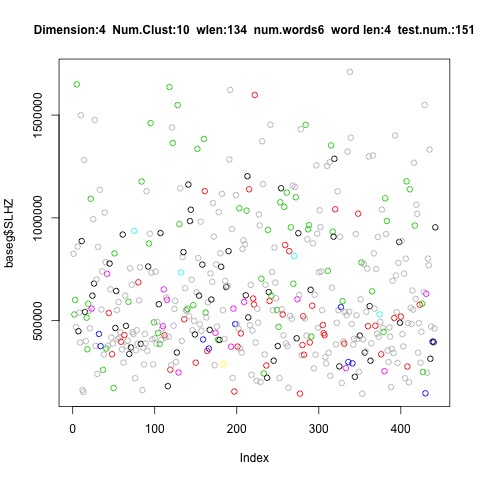 Dimension:4 Num.Clust:10 wlen:134 num.words6 word len:4 test.num.:151
baseg$SLHZ
1500000
1000000
500000
0 100 200 300 400
Index